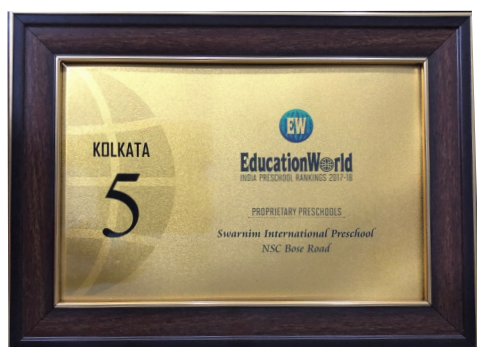 KOLKATA
5
EW
EducationWorld
INDIA PRESCHOOL RANKINGS 2017-18
PROPRIETARY PRESCHOOLS
Swarnim International Preschool
NSC Bose Road